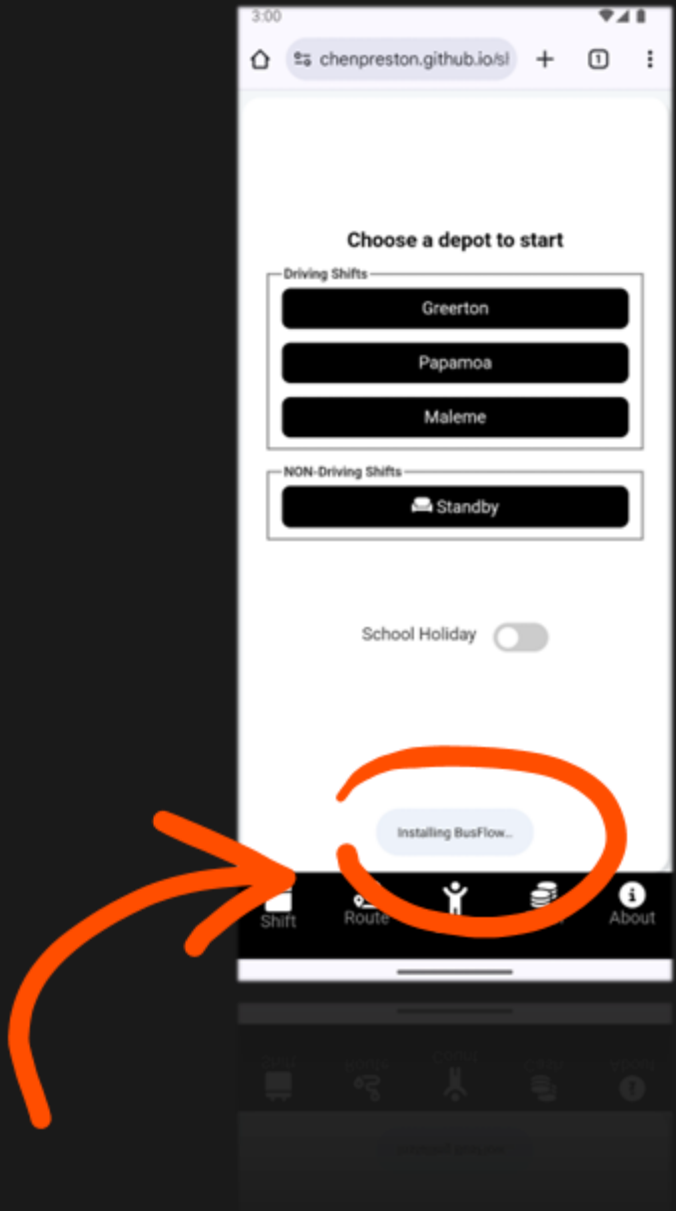 3:00
chenpreston.github.io/sl
1
Choose a depot to start
Driving Shifts
Greerton
Papamoa
Maleme
NON-Driving Shifts
Standby
School Holiday
Installing BusFlow...
Shift
Route
About